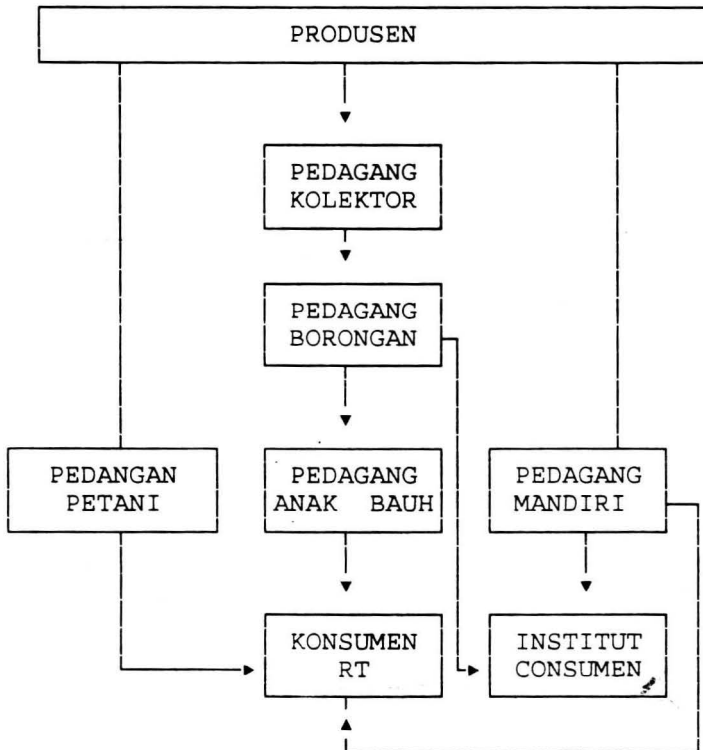 PRODUSEN
PEDAGANG
KOLEKTOR
PEDAGANG
BORONGAN
PEDANGAN
PETANI
PEDAGANG
ANAK BAUH
PEDAGANG
MANDIRI
KONSUMEN
RT
INSTITUT
CONSUMEN